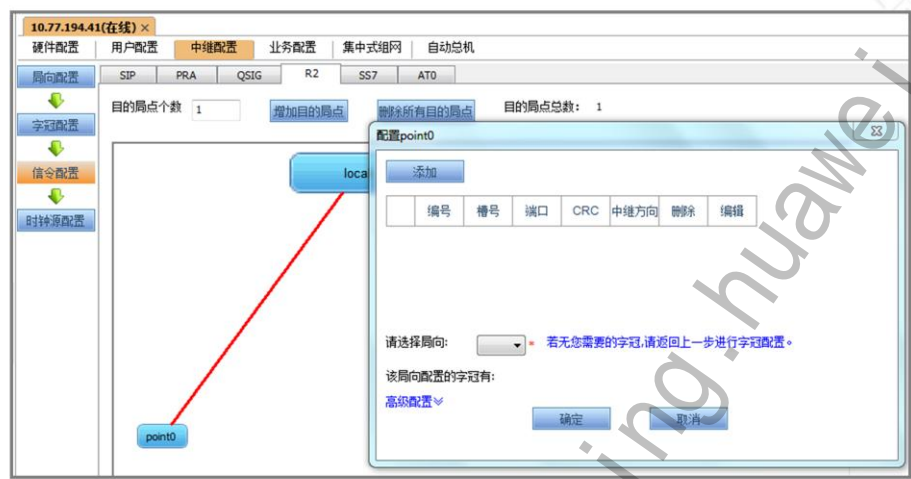 10.77.194.41(在线) ×
硬件配置 用户配置 中继配置 业务配置 集中式组网 自动总机
局向配置 SIP PRA QSIG R2 SS7 AT0
目的局点个数 1 增加目的局点 删除所有目的局点 目的局点总数: 1
字冠配置
信令配置
时钟源配置
loca
point0
配置point0
添加
编号 槽号 端口 CRC 中继方向 删除 编辑
请选择局向: * 若无您需要的字冠,请返回上一步进行字冠配置。
该局向配置的字冠有:
高级配置
确定 取消
ing.huawei